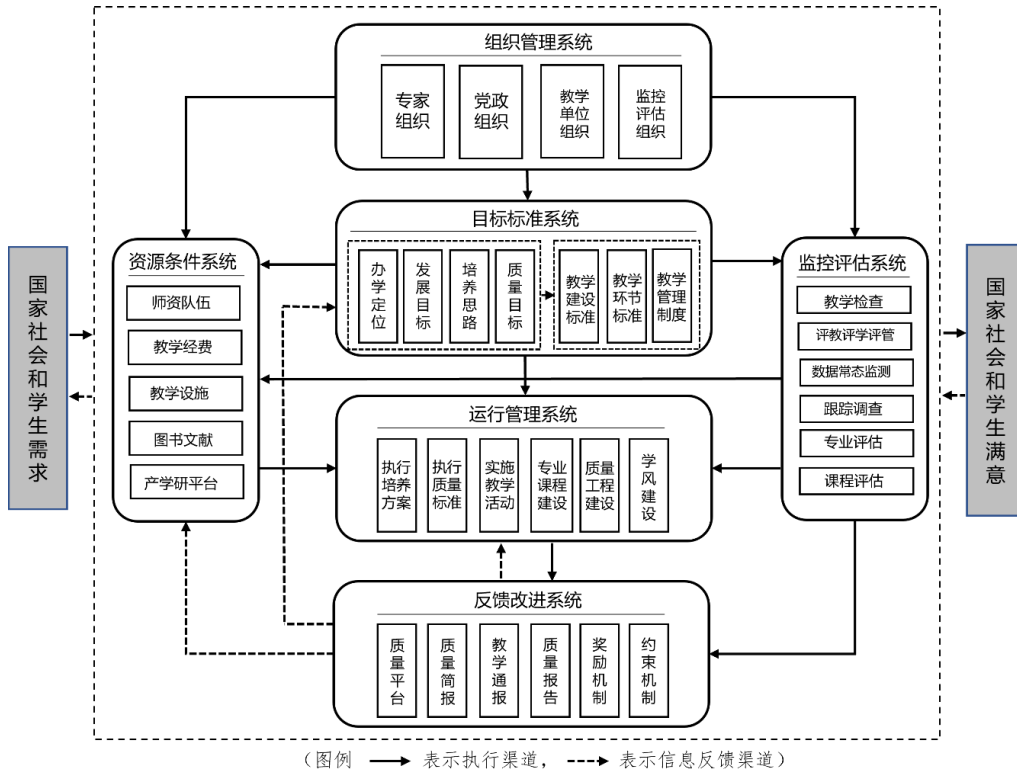 组织管理系统
专家
组织
党政
组织
教学
单位
组织
监控
评估
组织
目标标准系统
办学定位
发展目标
培养思路
质量目标
教学
建设
标准
教学
环节
标准
教学
管理
制度
国家社会和学生需求
资源条件系统
师资队伍
教学经费
教学设施
图书文献
产学研平台
监控评估系统
教学检查
评教评学评管
数据常态监测
跟踪调查
专业评估
课程评估
国家社会和学生满意
运行管理系统
执行
培养
方案
执行
质量
标准
实施
教学
活动
专业
课程
建设
质量
工程
建设
学风建设
反馈改进系统
质量平台
质量简报
教学通报
质量报告
奖励机制
约束机制
（图例 表示执行渠道， 表示信息反馈渠道）